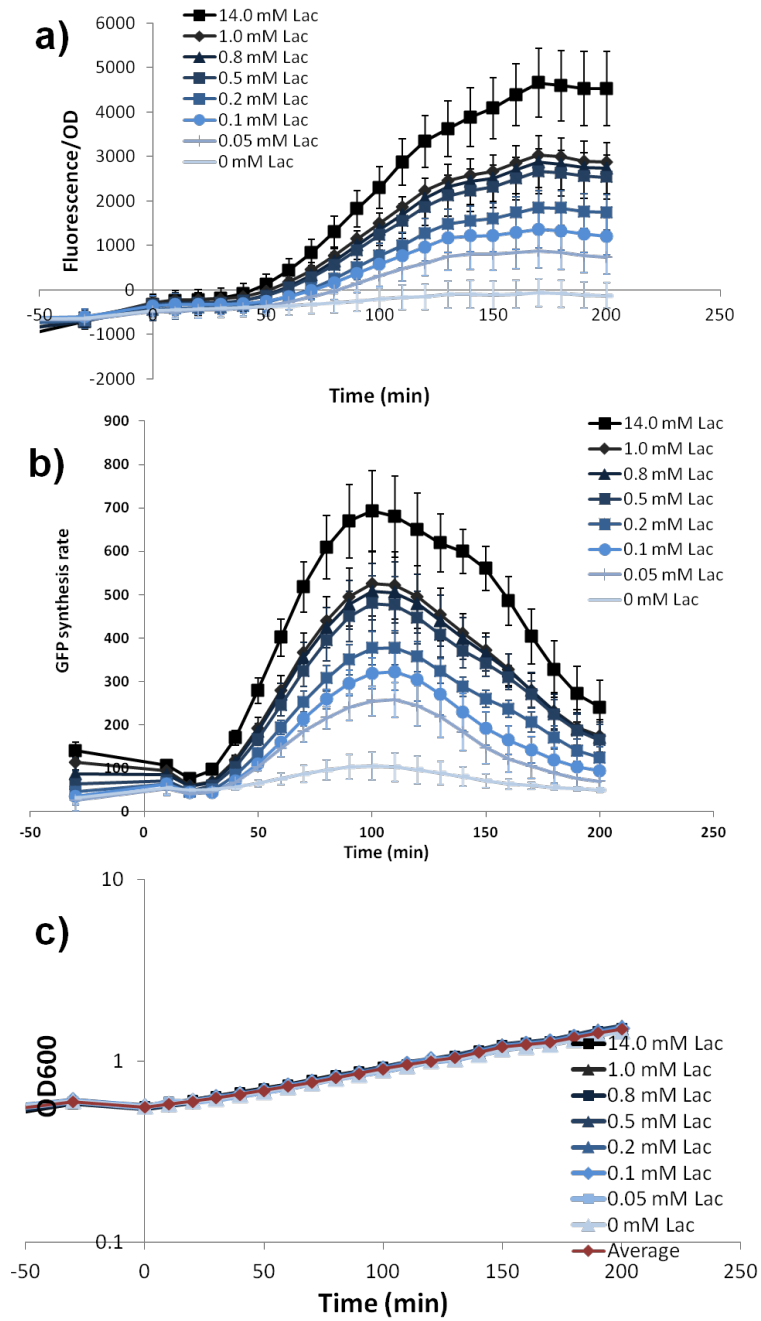 a)
14.0 mM Lac
1.0 mM Lac
0.8 mM Lac
0.5 mM Lac
0.2 mM Lac
0.1 mM Lac
0.05 mM Lac
0 mM Lac
Fluorescence/OD
6000
5000
4000
3000
2000
1000
0
-1000
-2000
-50
0
50
100
150
200
250
Time (min)
b)
14.0 mM Lac
1.0 mM Lac
0.8 mM Lac
0.5 mM Lac
0.2 mM Lac
0.1 mM Lac
0.05 mM Lac
0 mM Lac
GFP synthesis rate
900
800
700
600
500
400
300
200
100
0
-50
0
50
100
150
200
250
Time (min)
c)
OD600
10
1
0.1
14.0 mM Lac
1.0 mM Lac
0.8 mM Lac
0.5 mM Lac
0.2 mM Lac
0.1 mM Lac
0.05 mM Lac
0 mM Lac
Average
-50
0
50
100
150
200
250
Time (min)